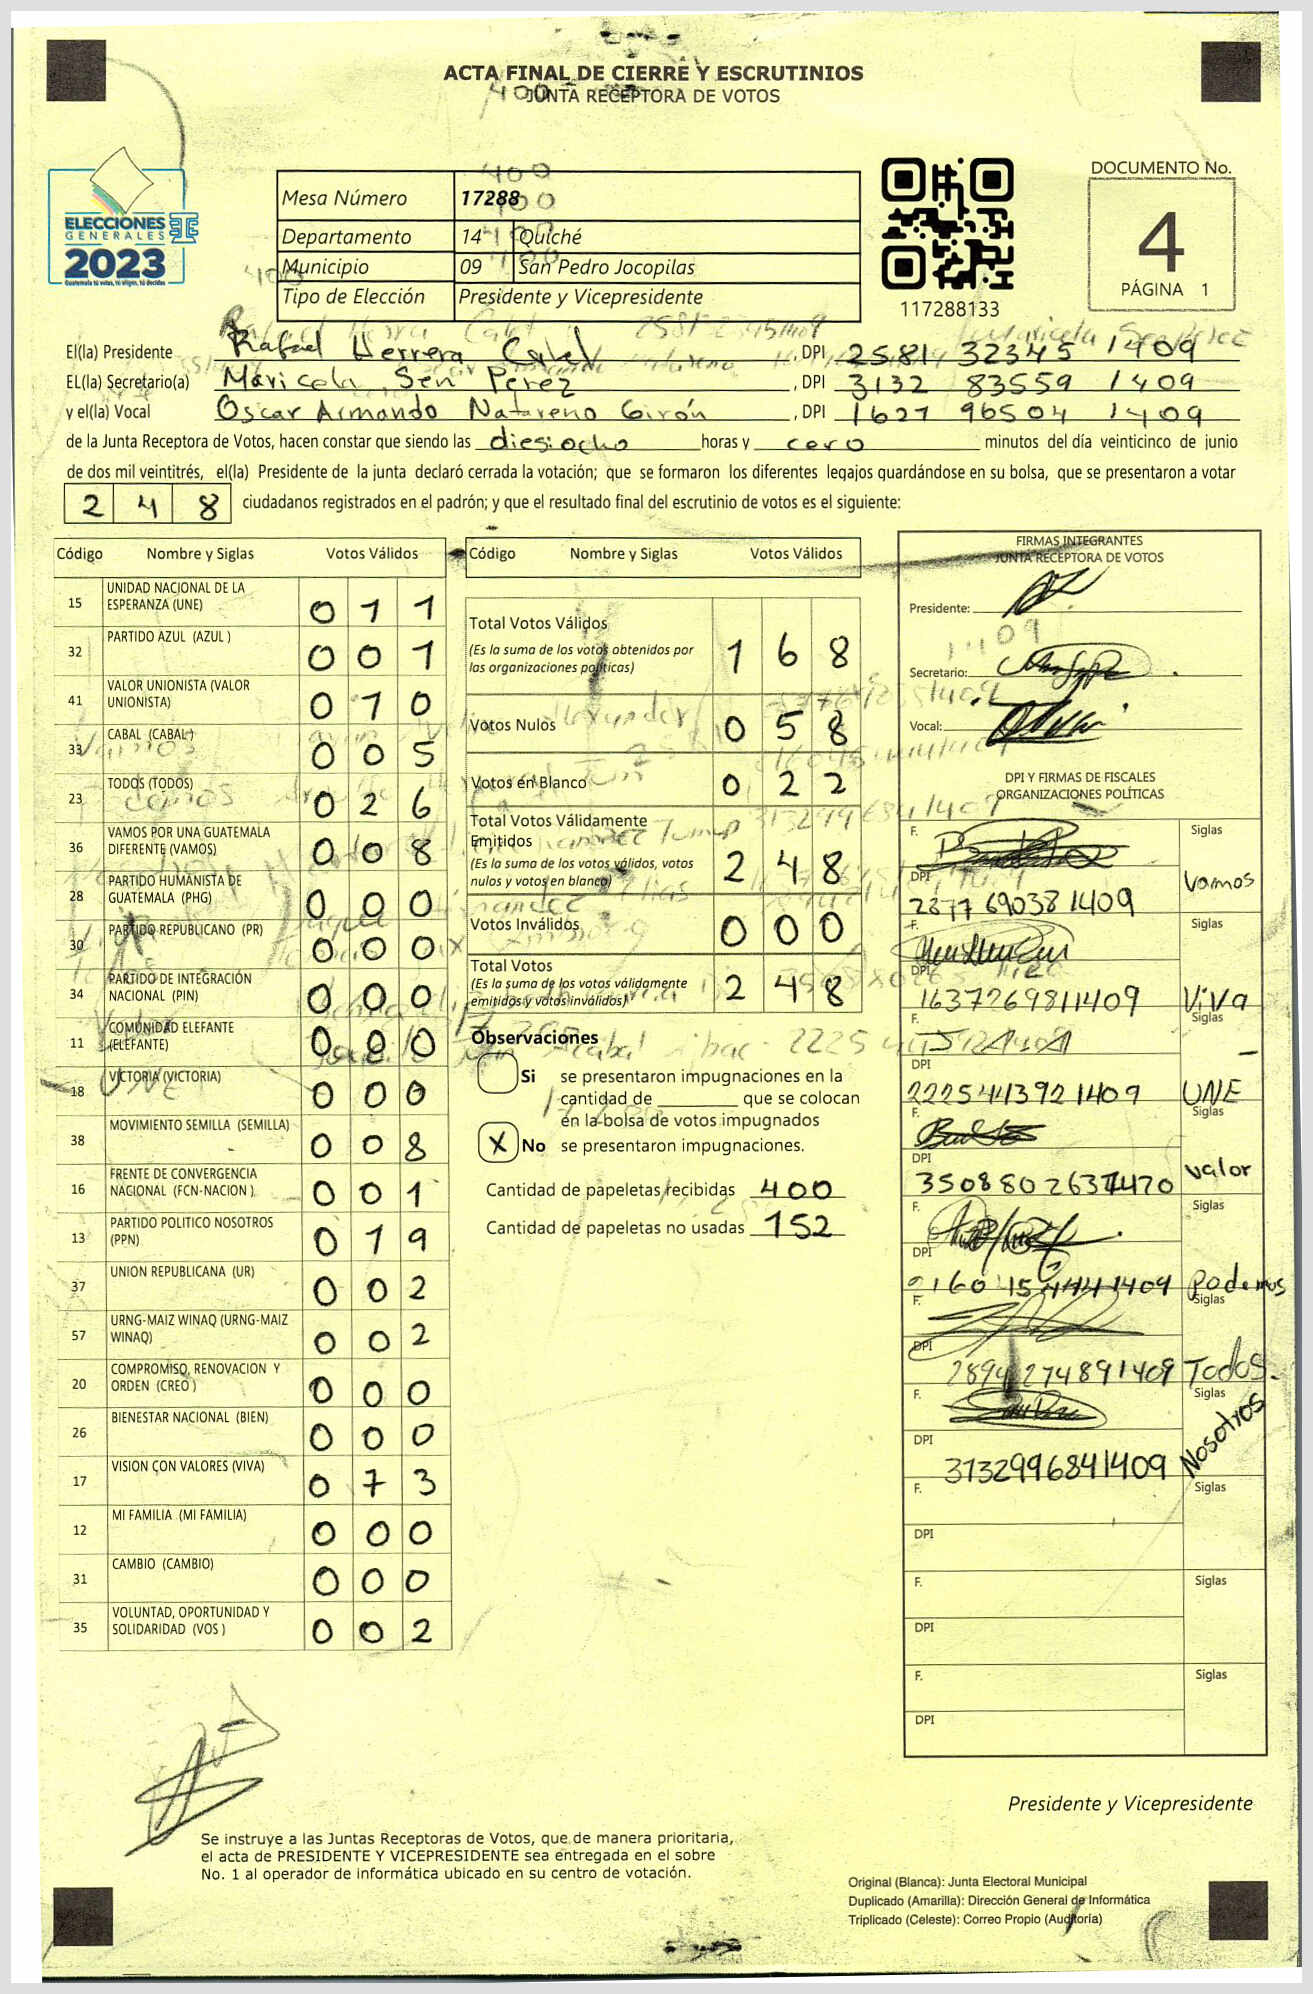 ACTA FINAL DE CIERRE Y ESCRUTINIOS
JUNTA RECEPTORA DE VOTOS
400
ELECCIONES
GENERALES
2023
Guatemala tú votas, tú eliges, tú decides
Mesa Número 17288
Departamento 14 Quiché
Municipio 09 San Pedro Jocopilas
Tipo de Elección Presidente y Vicepresidente
117288133
DOCUMENTO No.
4
PÁGINA 1
El(la) Presidente Rafael Herrera , DPI 2581 32345 1409
EL(la) Secretario(a) Maricela Sen Perez , DPI 3132 83559 1409
y el(la) Vocal Oscar Armando Natareno Girón , DPI 1627 96504 1409
de la Junta Receptora de Votos, hacen constar que siendo las diesiocho horas y cero minutos del día veinticinco de junio
de dos mil veintitrés, el(la) Presidente de la junta declaró cerrada la votación; que se formaron los diferentes legajos guardándose en su bolsa, que se presentaron a votar
2 4 8 ciudadanos registrados en el padrón; y que el resultado final del escrutinio de votos es el siguiente:
Código Nombre y Siglas Votos Válidos
15 UNIDAD NACIONAL DE LA ESPERANZA (UNE) 0 1 1
32 PARTIDO AZUL (AZUL ) 0 0 1
41 VALOR UNIONISTA (VALOR UNIONISTA) 0 1 0
33 CABAL (CABAL) 0 0 5
23 TODOS (TODOS) 0 2 6
36 VAMOS POR UNA GUATEMALA DIFERENTE (VAMOS) 0 0 8
28 PARTIDO HUMANISTA DE GUATEMALA (PHG) 0 0 0
30 PARTIDO REPUBLICANO (PR) 0 0 0
34 PARTIDO DE INTEGRACIÓN NACIONAL (PIN) 0 0 0
11 COMUNIDAD ELEFANTE (ELEFANTE) 0 0 0
18 VICTORIA (VICTORIA) 0 0 0
38 MOVIMIENTO SEMILLA (SEMILLA) 0 0 8
16 FRENTE DE CONVERGENCIA NACIONAL (FCN-NACION ) 0 0 1
13 PARTIDO POLITICO NOSOTROS (PPN) 0 1 9
37 UNION REPUBLICANA (UR) 0 0 2
57 URNG-MAIZ WINAQ (URNG-MAIZ WINAQ) 0 0 2
20 COMPROMISO, RENOVACION Y ORDEN (CREO ) 0 0 0
26 BIENESTAR NACIONAL (BIEN) 0 0 0
17 VISION CON VALORES (VIVA) 0 7 3
12 MI FAMILIA (MI FAMILIA) 0 0 0
31 CAMBIO (CAMBIO) 0 0 0
35 VOLUNTAD, OPORTUNIDAD Y SOLIDARIDAD (VOS ) 0 0 2
Código Nombre y Siglas Votos Válidos
Total Votos Válidos 1 6 8
(Es la suma de los votos obtenidos por
las organizaciones políticas)
Votos Nulos 0 5 8
Votos en Blanco 0 2 2
Total Votos Válidamente
Emitidos 2 4 8
(Es la suma de los votos válidos, votos
nulos y votos en blanco)
Votos Inválidos 0 0 0
Total Votos 2 4 8
(Es la suma de los votos válidamente
emitidos y votos inválidos)
Observaciones
Si se presentaron impugnaciones en la
cantidad de ________ que se colocan
en la bolsa de votos impugnados
X No se presentaron impugnaciones.
Cantidad de papeletas recibidas 400
Cantidad de papeletas no usadas 152
FIRMAS INTEGRANTES
JUNTA RECEPTORA DE VOTOS
Presidente:
Secretario:
Vocal:
DPI Y FIRMAS DE FISCALES
ORGANIZACIONES POLÍTICAS
F. Siglas
DPI Vamos
2877 69038 1409
F. Siglas
DPI
1637269811409 Viva
F. Siglas
DPI
2225441392 1409 UNE
F. Siglas
DPI Valor
F. Siglas
DPI
Podemos
F. Siglas
DPI
2894274891409 Todos.
F. Siglas
DPI
3132996841409 Nosotros
F. Siglas
DPI
F. Siglas
DPI
F. Siglas
DPI
Presidente y Vicepresidente
Se instruye a las Juntas Receptoras de Votos, que de manera prioritaria,
el acta de PRESIDENTE Y VICEPRESIDENTE sea entregada en el sobre
No. 1 al operador de informática ubicado en su centro de votación.
Original (Blanca): Junta Electoral Municipal
Duplicado (Amarilla): Dirección General de Informática
Triplicado (Celeste): Correo Propio (Auditoría)